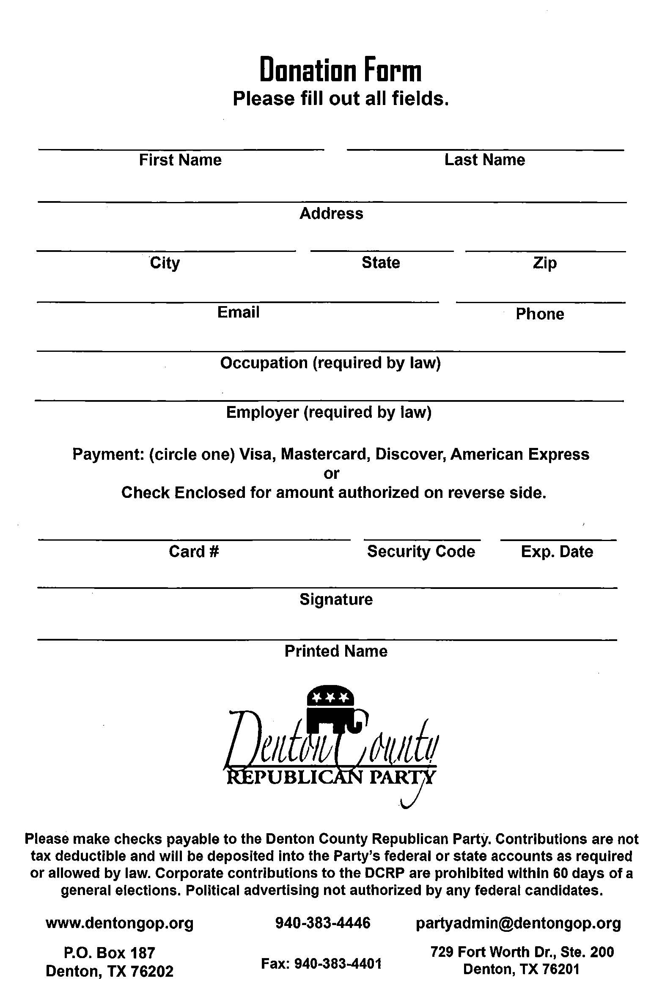 Donation Form
Please fill out all fields.
First Name Last Name
Address
City State Zip
Email Phone
Occupation (required by law)
Employer (required by law)
Payment: (circle one) Visa, Mastercard, Discover, American Express
or
Check Enclosed for amount authorized on reverse side.
Card # Security Code Exp. Date
Signature
Printed Name
Denton County
REPUBLICAN PARTY
Please make checks payable to the Denton County Republican Party. Contributions are not
tax deductible and will be deposited into the Party's federal or state accounts as required
or allowed by law. Corporate contributions to the DCRP are prohibited within 60 days of a
general elections. Political advertising not authorized by any federal candidates.
www.dentongop.org 940-383-4446 partyadmin@dentongop.org
P.O. Box 187 729 Fort Worth Dr., Ste. 200
Fax: 940-383-4401
Denton, TX 76202 Denton, TX 76201